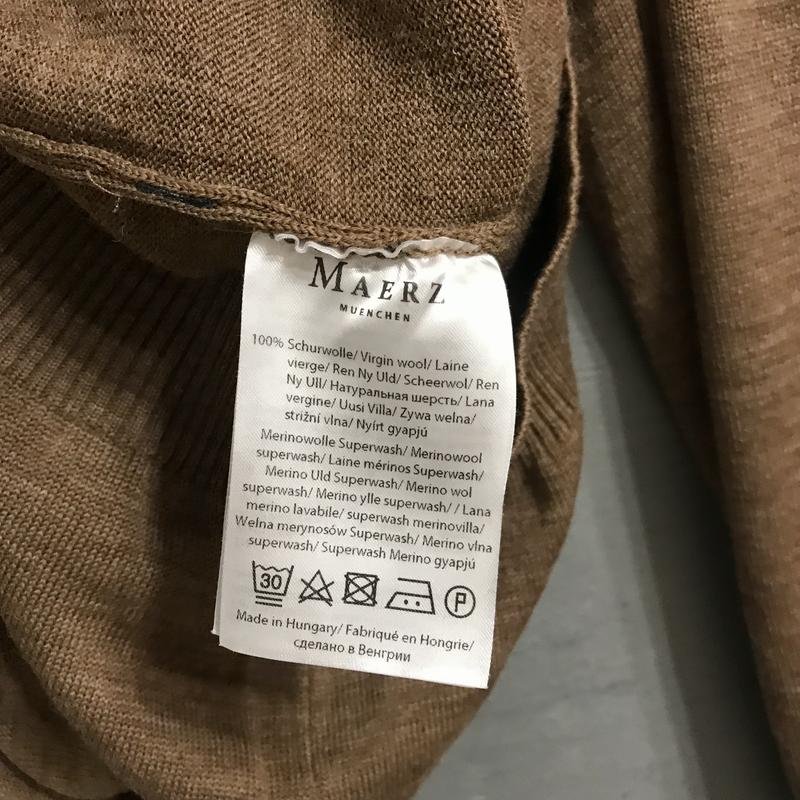 MAERZ
MUENCHEN
100% Schurwolle/ Virgin wool/ Laine
vierge/ Ren Ny Uld/ Scheerwol/ Ren
Ny Ull/ Натуральная шерсть/ Lana
vergine/ Uusi Villa/ Zywa welna/
strižní vlna/ Nyírt gyapjú
Merinowolle Superwash/ Merinowool
superwash/ Laine mérinos Superwash/
Merino Uld Superwash/ Merino wol
superwash/ Merino ylle superwash/ / Lana
merino lavabile/ superwash merinovilla/
Welna merynosów Superwash/ Merino vlna
superwash/ Superwash Merino gyapjú
30 P
Made in Hungary/ Fabriqué en Hongrie/
сделано в Венгрии